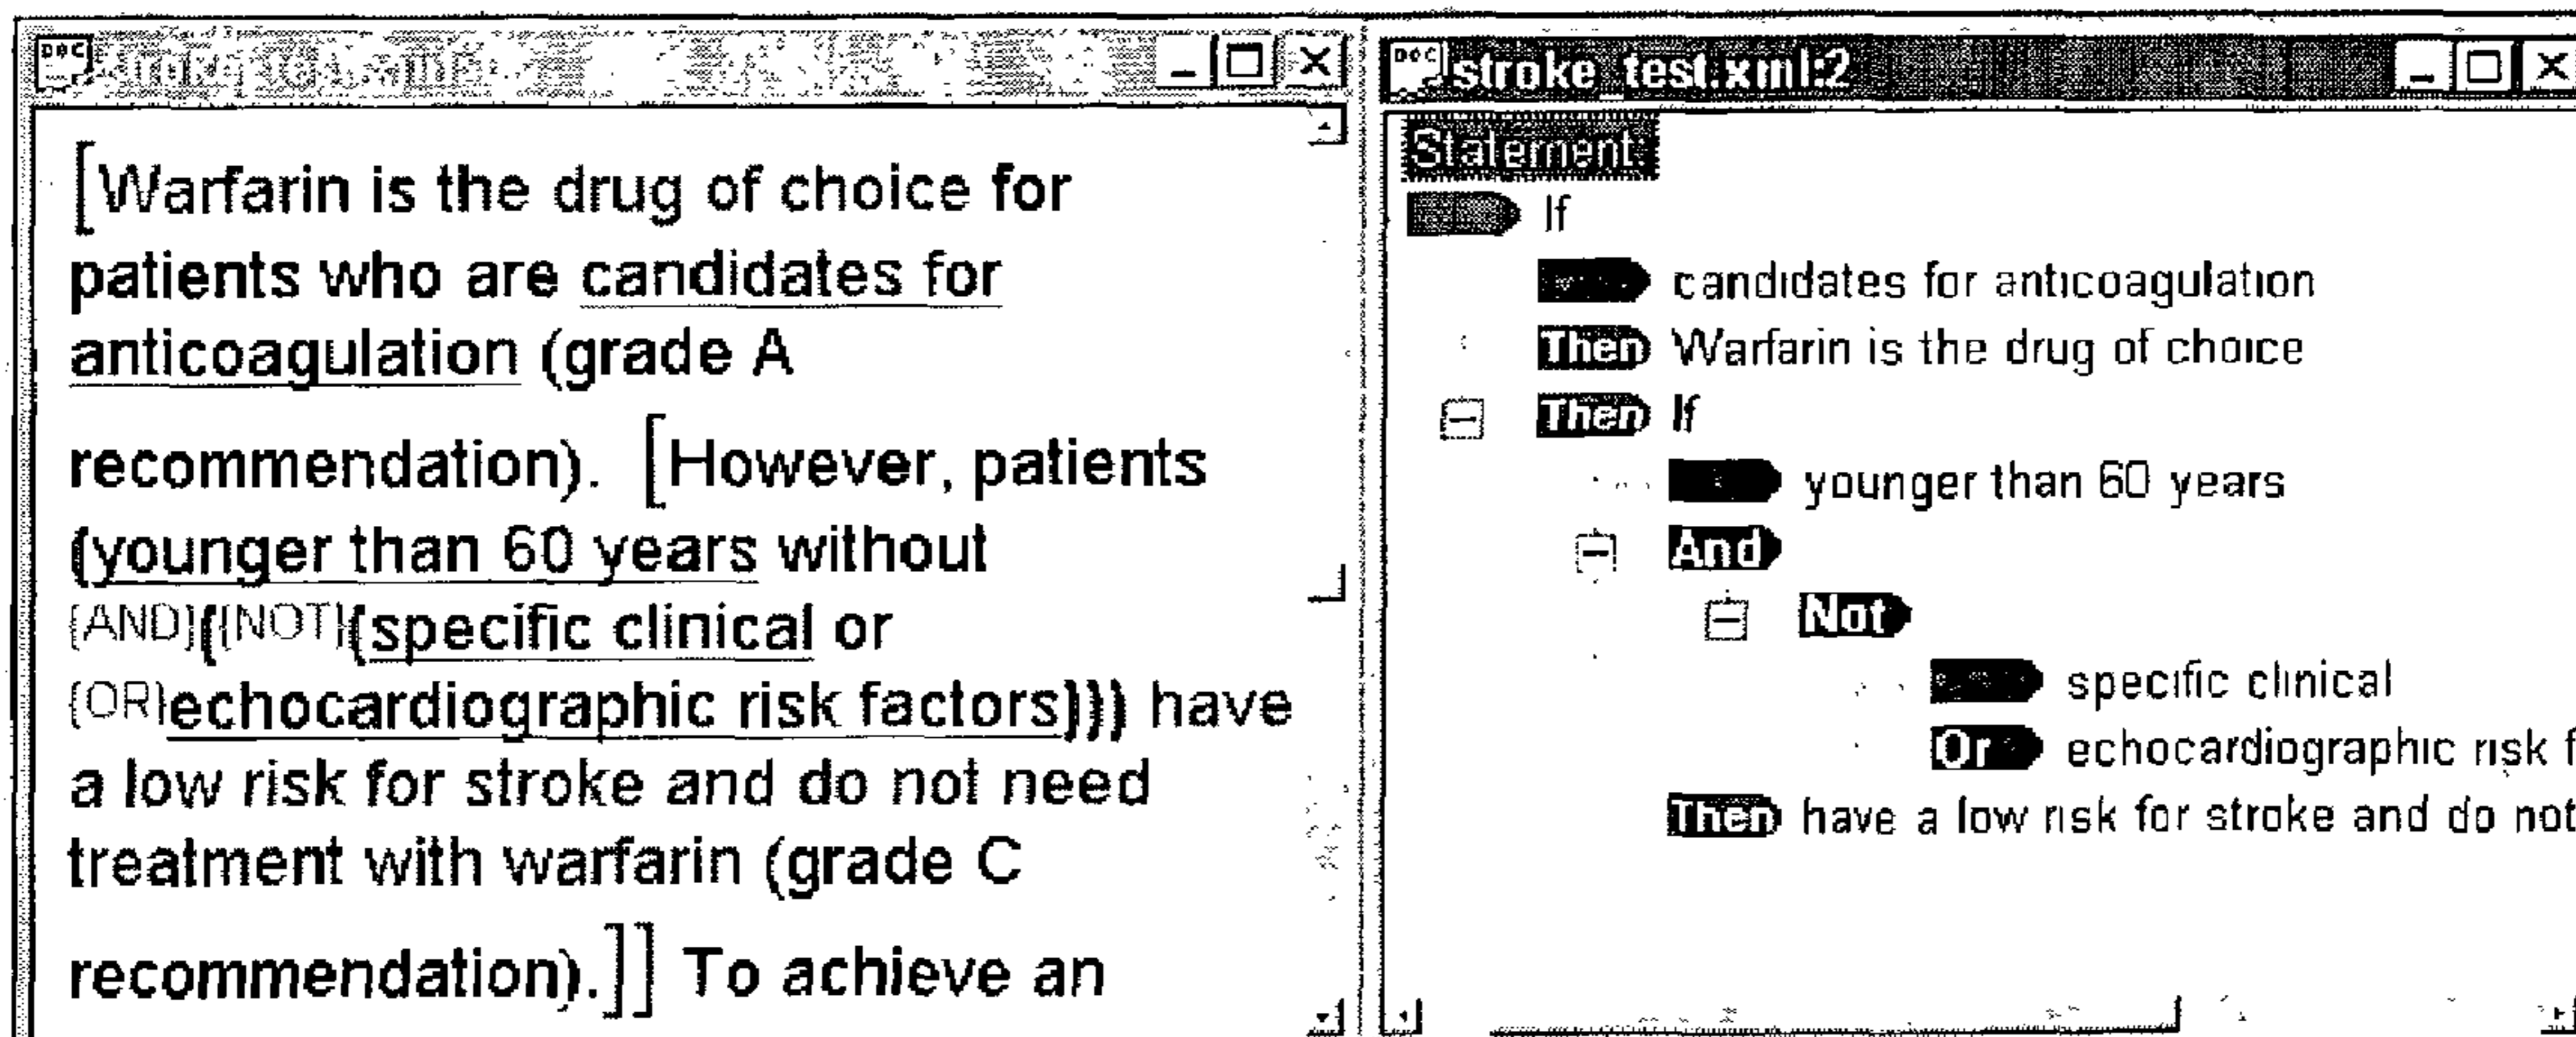 [Warfarin is the drug of choice for
patients who are candidates for
anticoagulation (grade A
recommendation). [However, patients
(younger than 60 years without
{AND}({NOT}(specific clinical or
{OR}echocardiographic risk factors))) have
a low risk for stroke and do not need
treatment with warfarin (grade C
recommendation).]] To achieve an
stroke_test.xml:2
Statement
If
candidates for anticoagulation
Then Warfarin is the drug of choice
Then If
younger than 60 years
And
Not
specific clinical
Or echocardiographic risk f
Then have a low risk for stroke and do not